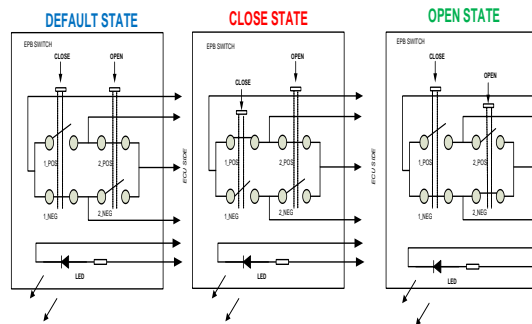 DEFAULT STATE
EPB SWITCH
CLOSE
OPEN
1_POS
2_POS
1_NEG
2_NEG
LED
ECU SIDE
CLOSE STATE
EPB SWITCH
OPEN
CLOSE
1_POS
2_POS
1_NEG
2_NEG
LED
ECU SIDE
OPEN STATE
EPB SWITCH
CLOSE
OPEN
1_POS
2_POS
1_NEG
2_NEG
LED